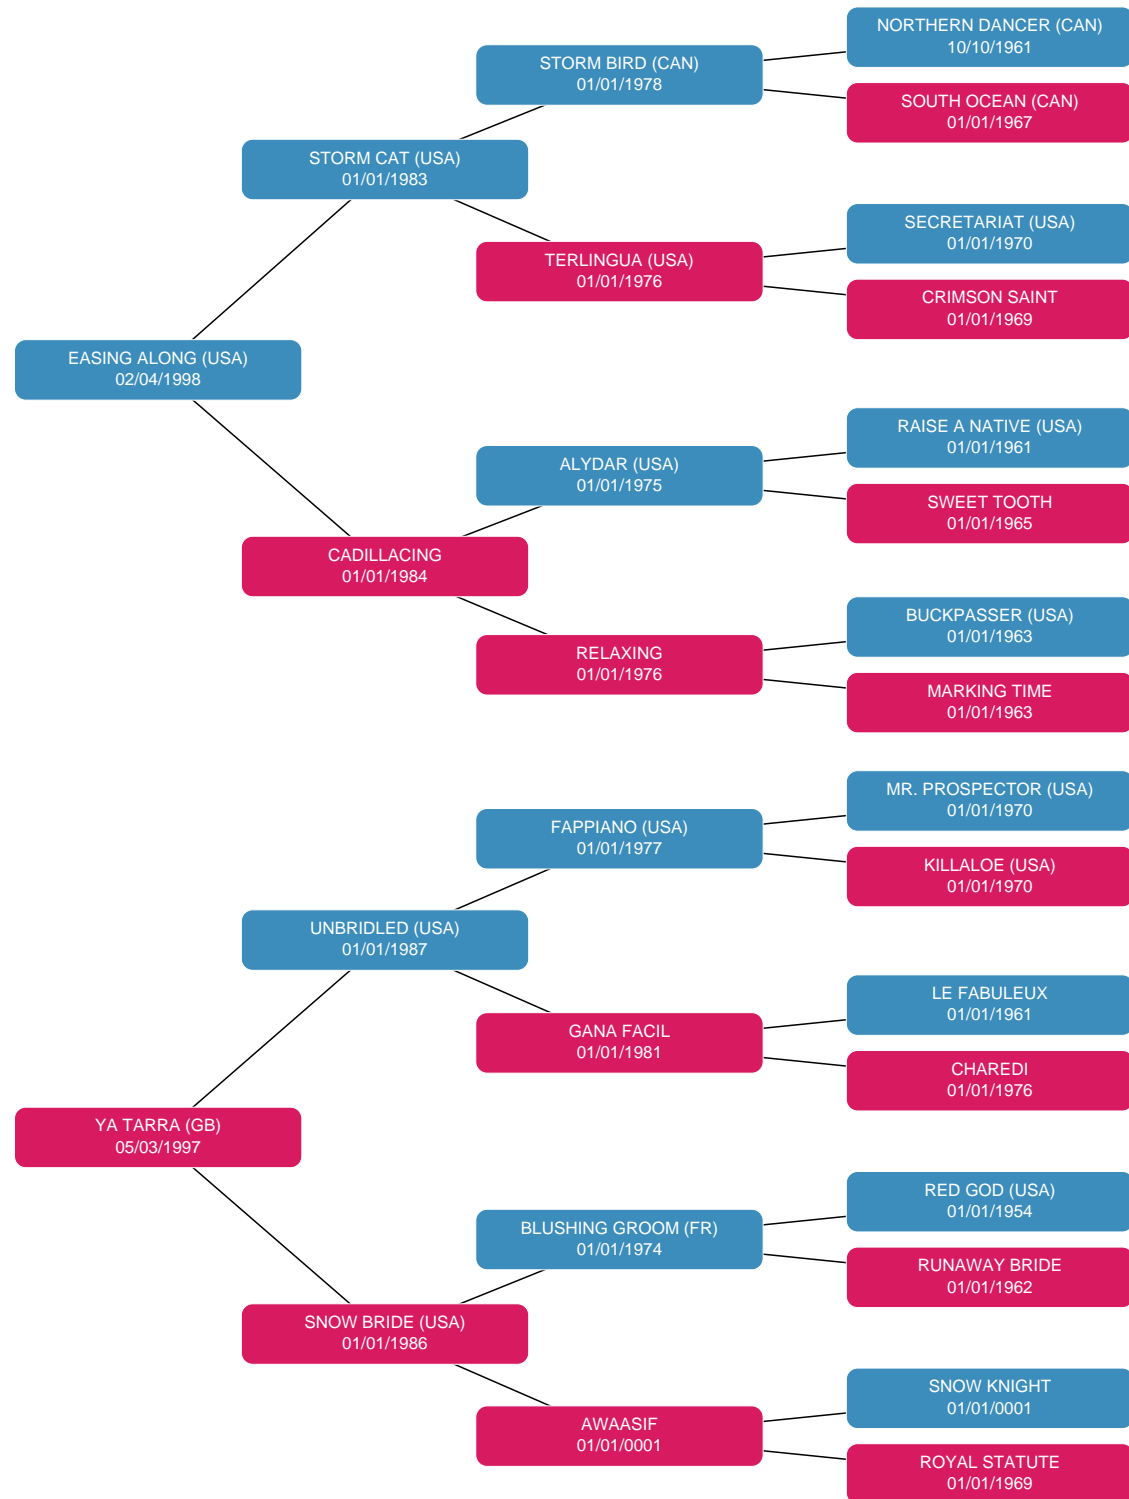 NORTHERN DANCER (CAN)
10/10/1961
STORM BIRD (CAN)
01/01/1978
SOUTH OCEAN (CAN)
01/01/1967
STORM CAT (USA)
01/01/1983
SECRETARIAT (USA)
01/01/1970
TERLINGUA (USA)
01/01/1976
CRIMSON SAINT
01/01/1969
EASING ALONG (USA)
02/04/1998
RAISE A NATIVE (USA)
01/01/1961
ALYDAR (USA)
01/01/1975
SWEET TOOTH
01/01/1965
CADILLACING
01/01/1984
BUCKPASSER (USA)
01/01/1963
RELAXING
01/01/1976
MARKING TIME
01/01/1963
MR. PROSPECTOR (USA)
01/01/1970
FAPPIANO (USA)
01/01/1977
KILLALOE (USA)
01/01/1970
UNBRIDLED (USA)
01/01/1987
LE FABULEUX
01/01/1961
GANA FACIL
01/01/1981
CHAREDI
01/01/1976
YA TARRA (GB)
05/03/1997
RED GOD (USA)
01/01/1954
BLUSHING GROOM (FR)
01/01/1974
RUNAWAY BRIDE
01/01/1962
SNOW BRIDE (USA)
01/01/1986
SNOW KNIGHT
01/01/0001
AWAASIF
01/01/0001
ROYAL STATUTE
01/01/1969